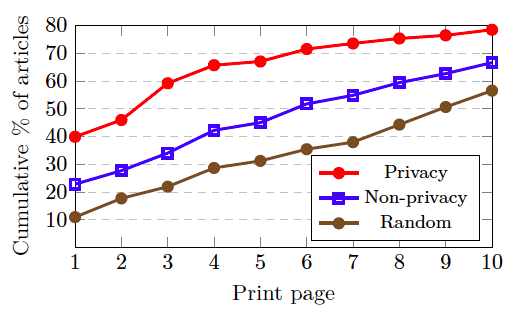 Cumulative % of articles
80
70
60
50
40
30
20
10
1 2 3 4 5 6 7 8 9 10
Print page
Privacy
Non-privacy
Random